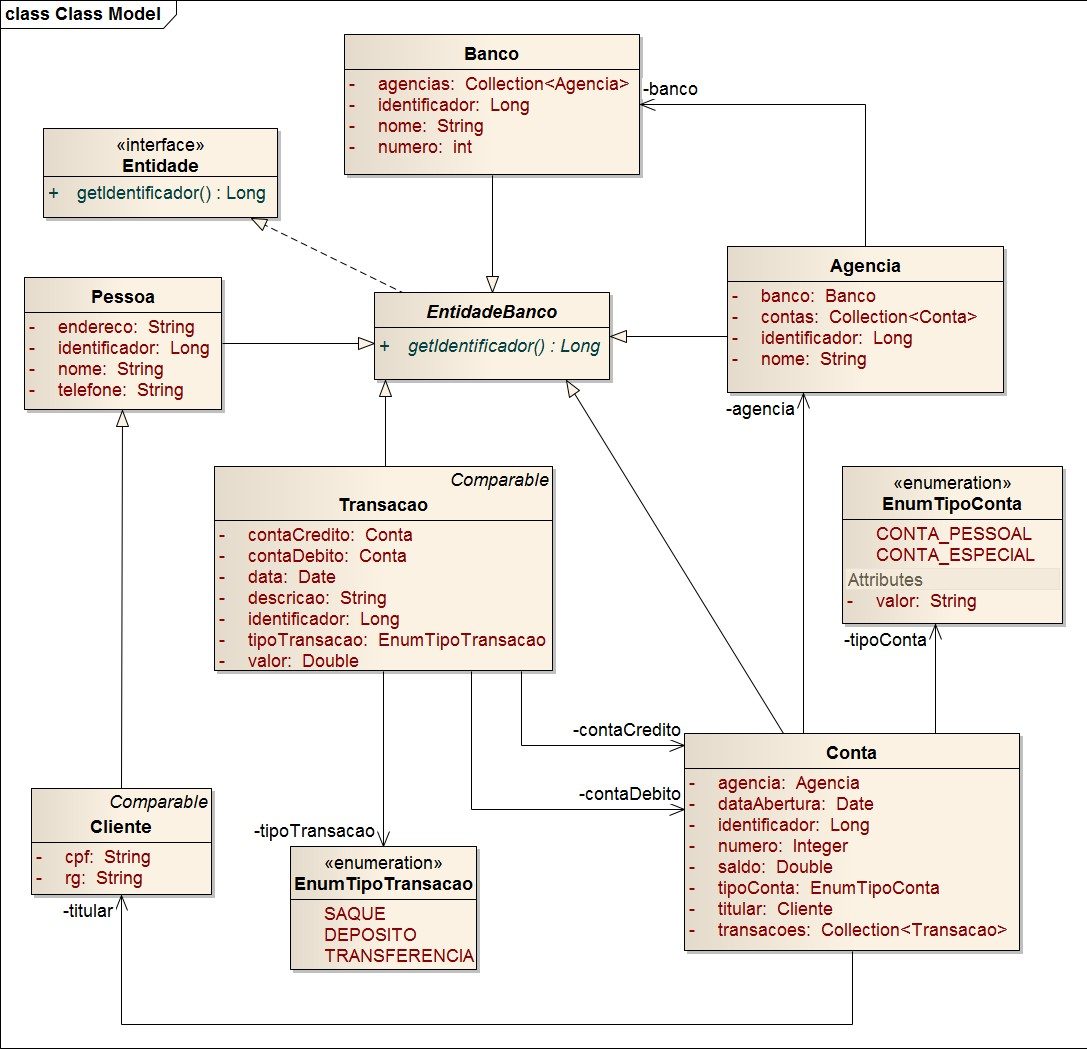 class Class Model
Banco
- agencias: Collection<Agencia>
- identificador: Long
- nome: String
- numero: int
-banco
«interface»
Entidade
+ getIdentificador() : Long
Agencia
- banco: Banco
- contas: Collection<Conta>
- identificador: Long
- nome: String
Pessoa
- endereco: String
- identificador: Long
- nome: String
- telefone: String
EntidadeBanco
+ getIdentificador() : Long
-agencia
Comparable
Transacao
- contaCredito: Conta
- contaDebito: Conta
- data: Date
- descricao: String
- identificador: Long
- tipoTransacao: EnumTipoTransacao
- valor: Double
«enumeration»
EnumTipoConta
CONTA_PESSOAL
CONTA_ESPECIAL
Attributes
- valor: String
-tipoConta
-contaCredito
-contaDebito
Conta
- agencia: Agencia
- dataAbertura: Date
- identificador: Long
- numero: Integer
- saldo: Double
- tipoConta: EnumTipoConta
- titular: Cliente
- transacoes: Collection<Transacao>
Comparable
Cliente
- cpf: String
- rg: String
-titular
-tipoTransacao
«enumeration»
EnumTipoTransacao
SAQUE
DEPOSITO
TRANSFERENCIA